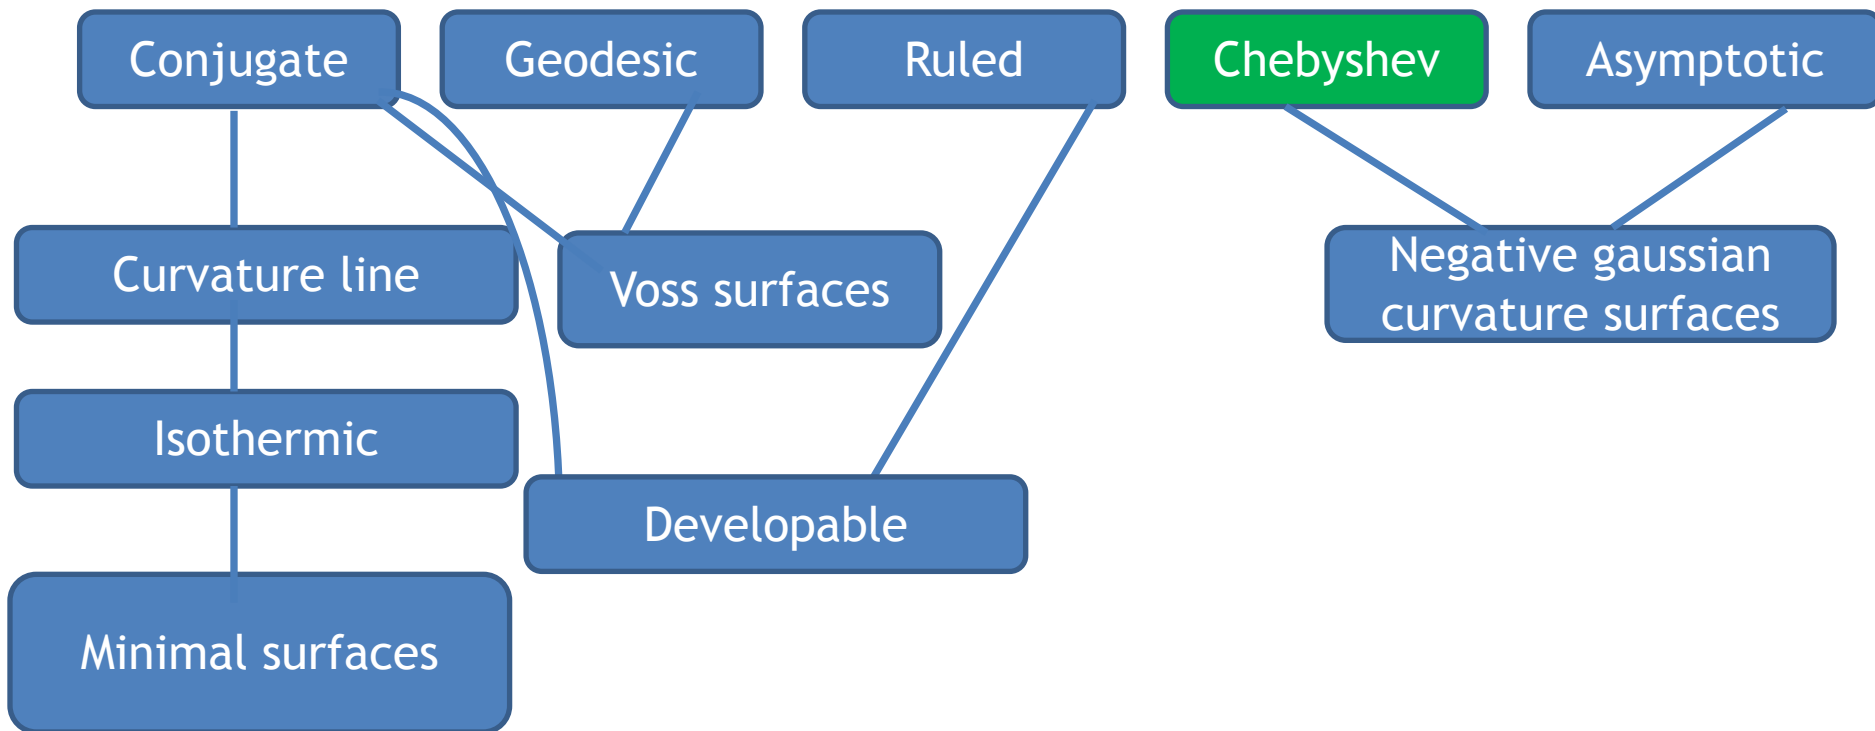 Conjugate
Geodesic
Ruled
Chebyshev
Asymptotic
Curvature line
Voss surfaces
Negative gaussian
curvature surfaces
Isothermic
Developable
Minimal surfaces